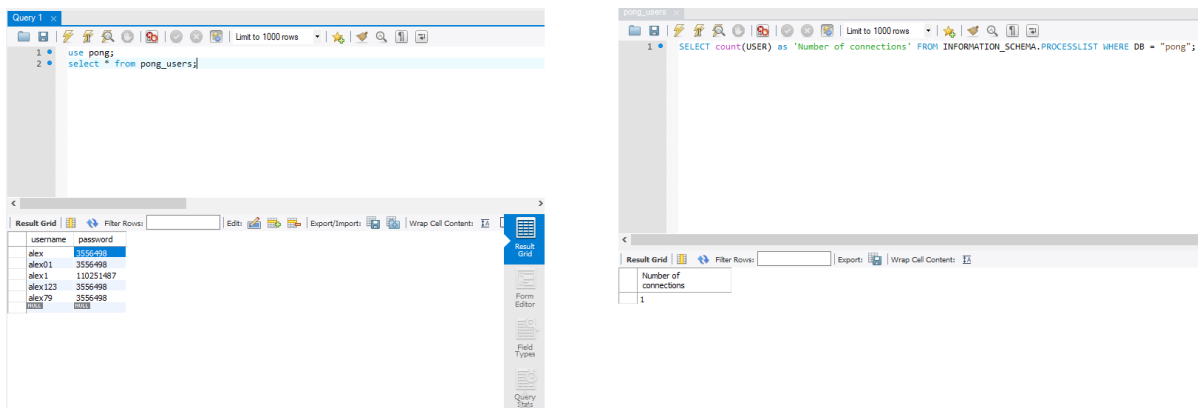 Query 1
Limit to 1000 rows
1 use pong;
2 select * from pong_users;
Result Grid Filter Rows: Edit: Export/Import: Wrap Cell Content:
username password
alex 3556498
alex01 3556498
alex1 110251487
alex123 3556498
alex79 3556498
NULL NULL
Result
Grid
Form
Editor
Field
Types
Query
Stats
pong_users
Limit to 1000 rows
1 SELECT count(USER) as 'Number of connections' FROM INFORMATION_SCHEMA.PROCESSLIST WHERE DB = "pong";
Result Grid Filter Rows: Export: Wrap Cell Content:
Number of
connections
1